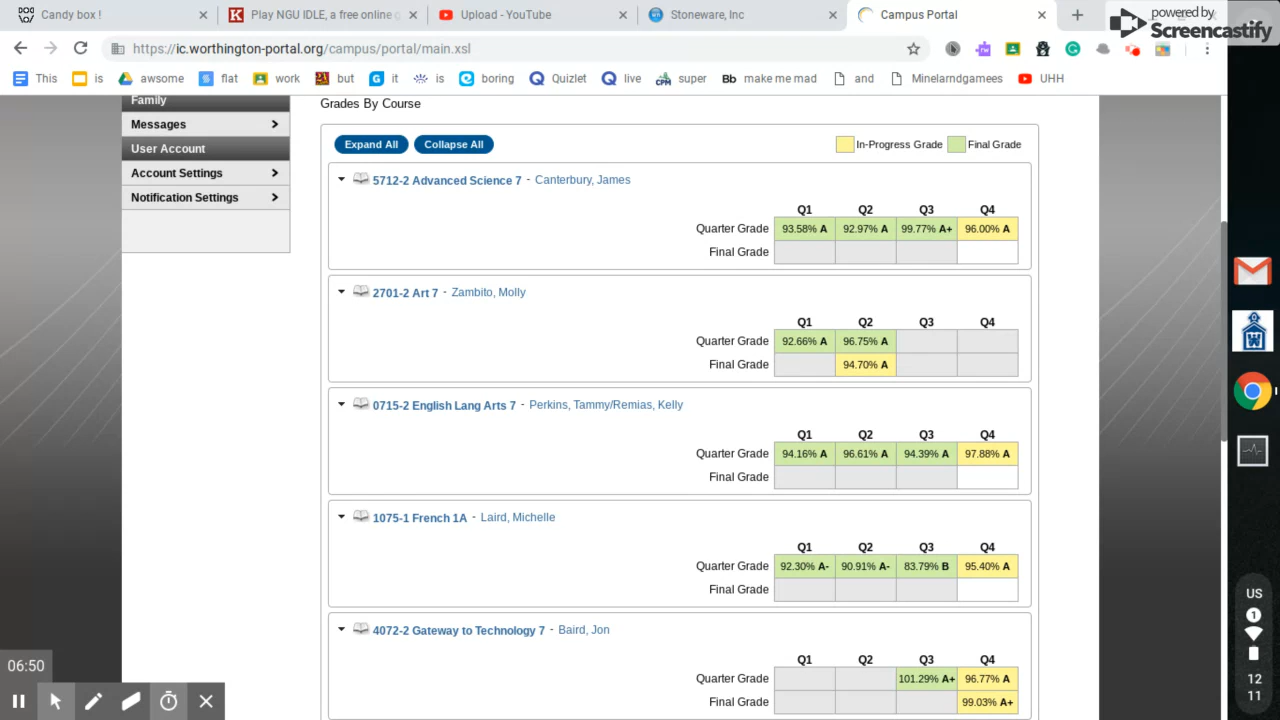 Candy box !
Play NGU IDLE, a free online g
Upload - YouTube
Stoneware, Inc
Campus Portal
powered by
Screencastify
https://ic.worthington-portal.org/campus/portal/main.xsl
This is awsome flat work but it is boring Quizlet live super Bb make me mad and Minelarndgames UHH
Family
Messages
User Account
Account Settings
Notification Settings
Grades By Course
Expand All Collapse All In-Progress Grade Final Grade
5712-2 Advanced Science 7 - Canterbury, James
Q1 Q2 Q3 Q4
Quarter Grade 93.58% A 92.97% A 99.77% A+ 96.00% A
Final Grade
2701-2 Art 7 - Zambito, Molly
Q1 Q2 Q3 Q4
Quarter Grade 92.66% A 96.75% A
Final Grade 94.70% A
0715-2 English Lang Arts 7 - Perkins, Tammy/Remias, Kelly
Q1 Q2 Q3 Q4
Quarter Grade 94.16% A 96.61% A 94.39% A 97.88% A
Final Grade
1075-1 French 1A - Laird, Michelle
Q1 Q2 Q3 Q4
Quarter Grade 92.30% A- 90.91% A- 83.79% B 95.40% A
Final Grade
4072-2 Gateway to Technology 7 - Baird, Jon
Q1 Q2 Q3 Q4
Quarter Grade 101.29% A+ 96.77% A
Final Grade 99.03% A+
06:50
US
1
12
11